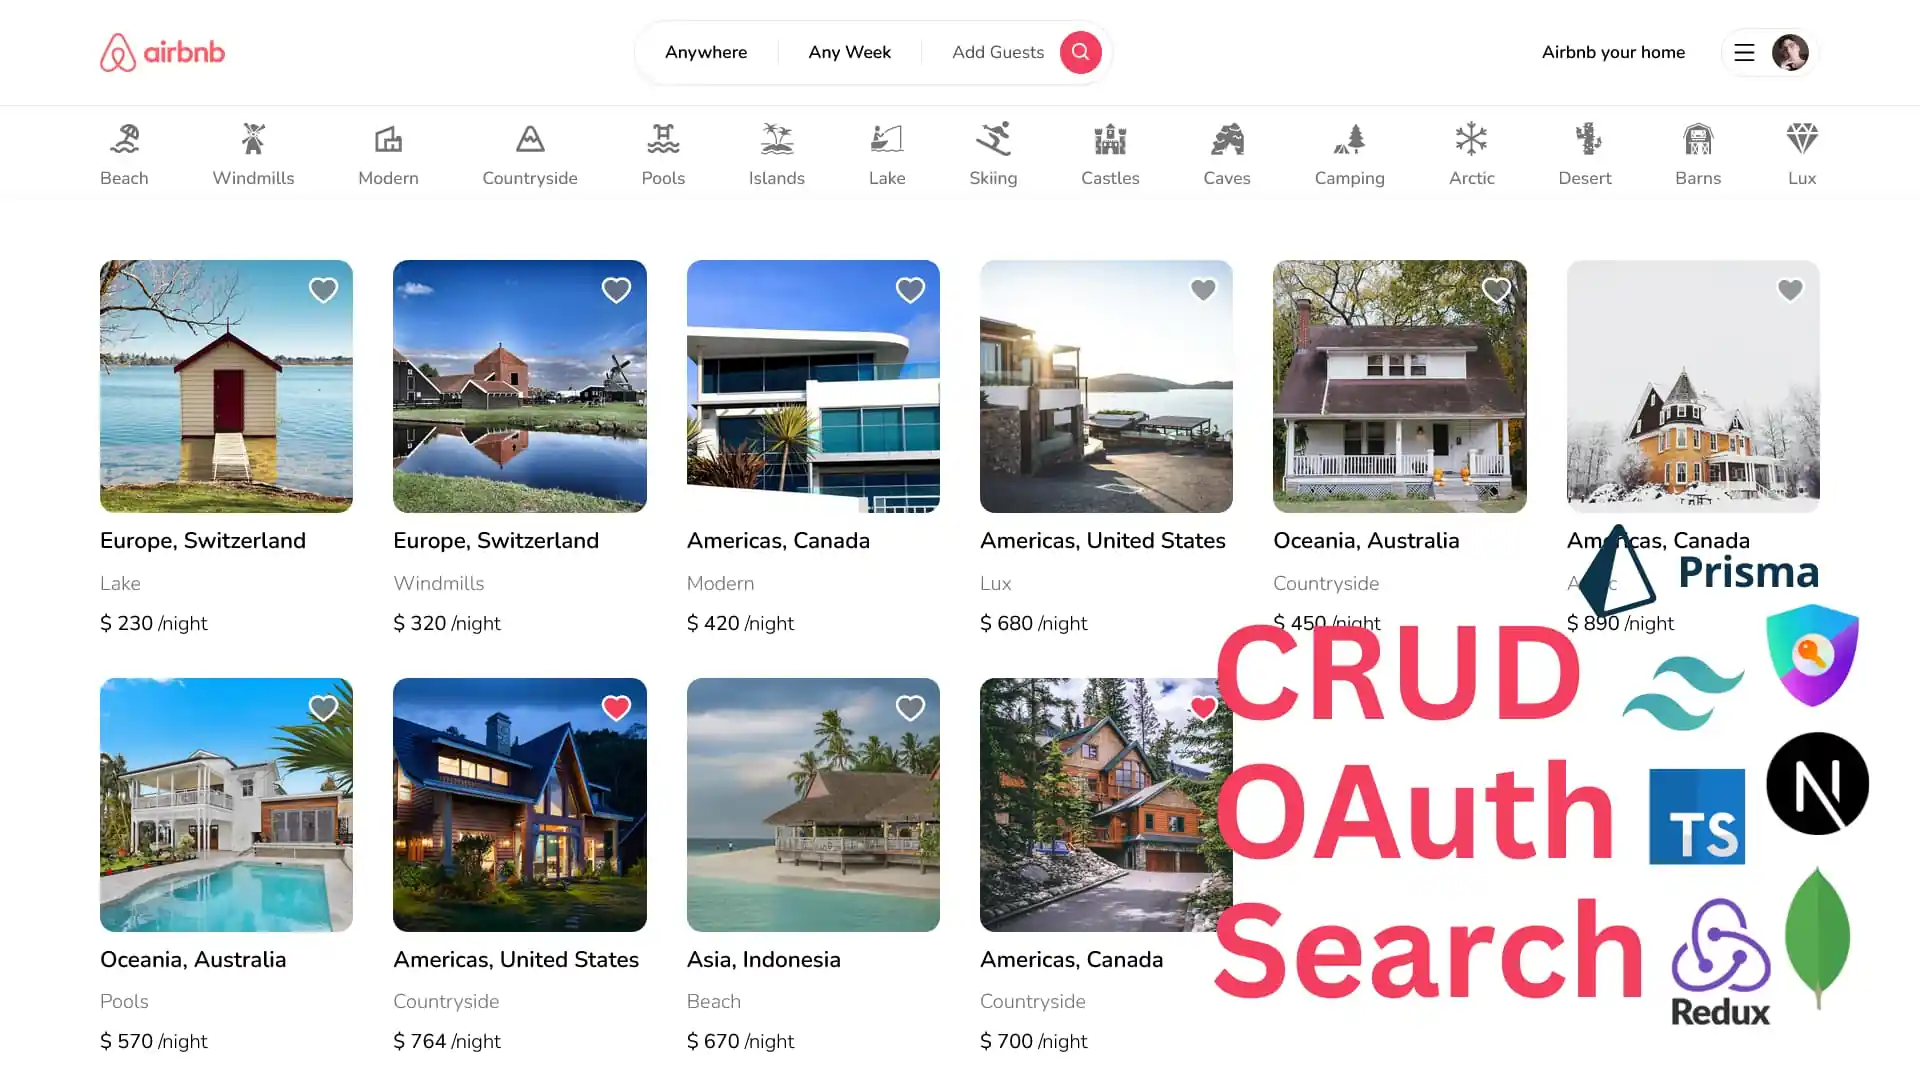 airbnb
Anywhere
Any Week
Add Guests
Airbnb your home
Beach
Windmills
Modern
Countryside
Pools
Islands
Lake
Skiing
Castles
Caves
Camping
Arctic
Desert
Barns
Lux
Europe, Switzerland
Lake
$ 230 /night
Europe, Switzerland
Windmills
$ 320 /night
Americas, Canada
Modern
$ 420 /night
Americas, United States
Lux
$ 680 /night
Oceania, Australia
Countryside
$ 450 /night
Americas, Canada
Arctic
$ 890 /night
Prisma
CRUD
OAuth
Search
TS
N
Redux
Oceania, Australia
Pools
$ 570 /night
Americas, United States
Countryside
$ 764 /night
Asia, Indonesia
Beach
$ 670 /night
Americas, Canada
Countryside
$ 700 /night